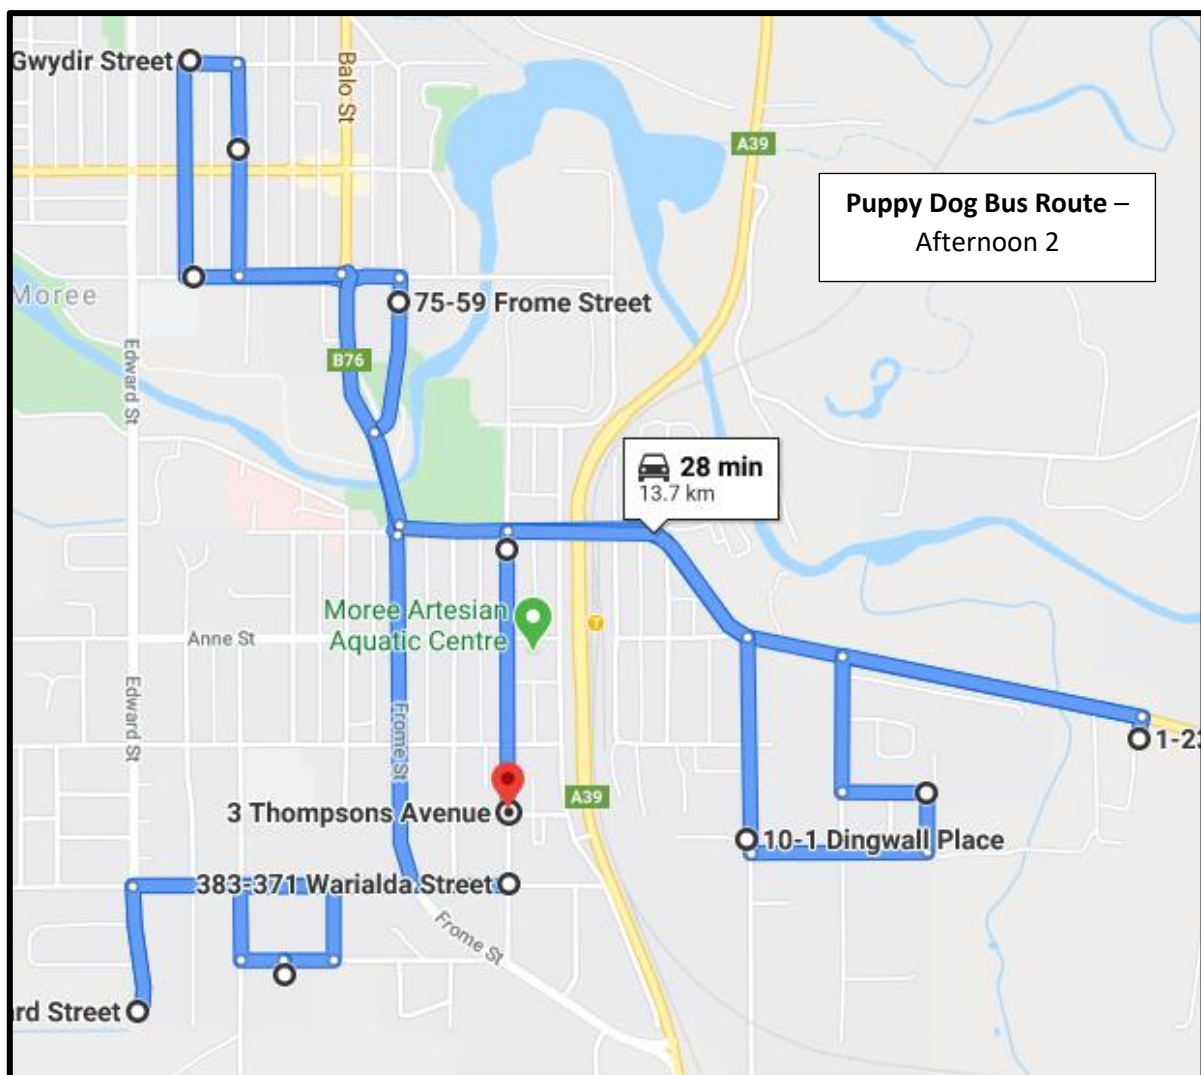 Gwydir Street
Balo St
A39
Puppy Dog Bus Route –
Afternoon 2
Moree
75-59 Frome Street
Edward St
B76
28 min
13.7 km
Moree Artesian
Aquatic Centre
Anne St
Edward St
Frome St
1-23
A39
3 Thompsons Avenue
10-1 Dingwall Place
383-371 Warialda Street
Frome St
Street